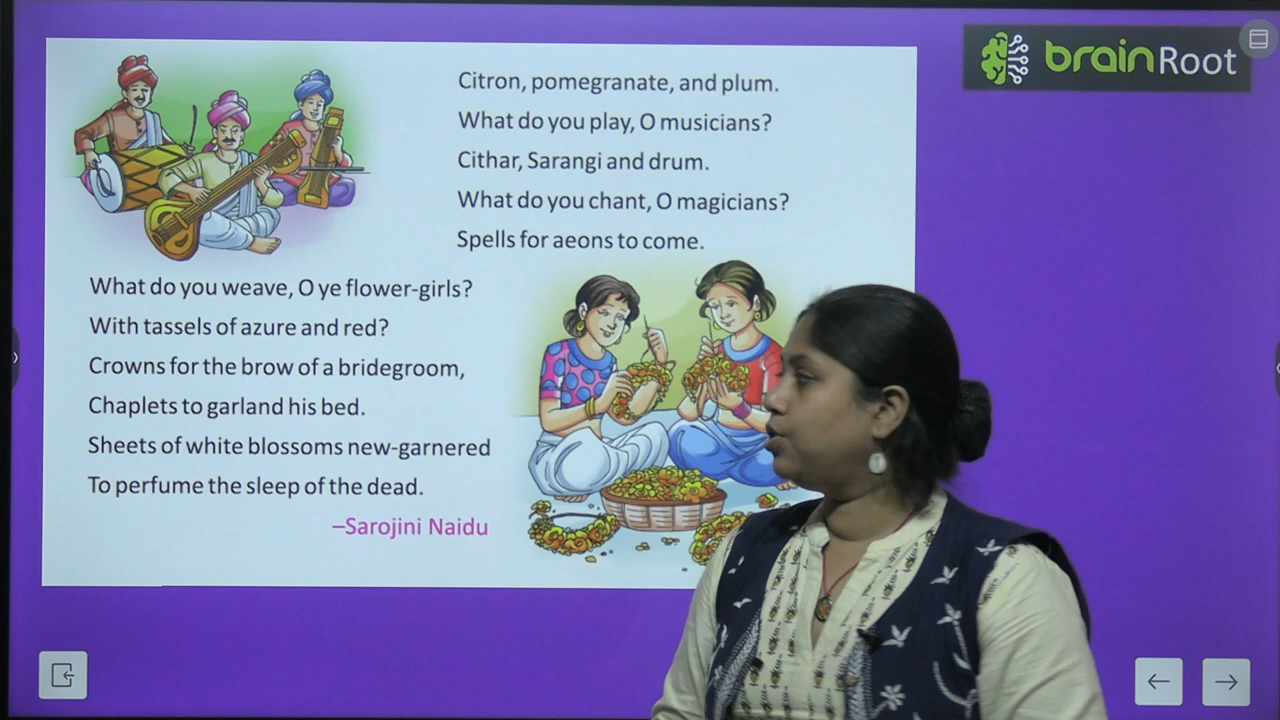 brainRoot
Citron, pomegranate, and plum.
What do you play, O musicians?
Cithar, Sarangi and drum.
What do you chant, O magicians?
Spells for aeons to come.
What do you weave, O ye flower-girls?
With tassels of azure and red?
Crowns for the brow of a bridegroom,
Chaplets to garland his bed.
Sheets of white blossoms new-garnered
To perfume the sleep of the dead.
–Sarojini Naidu